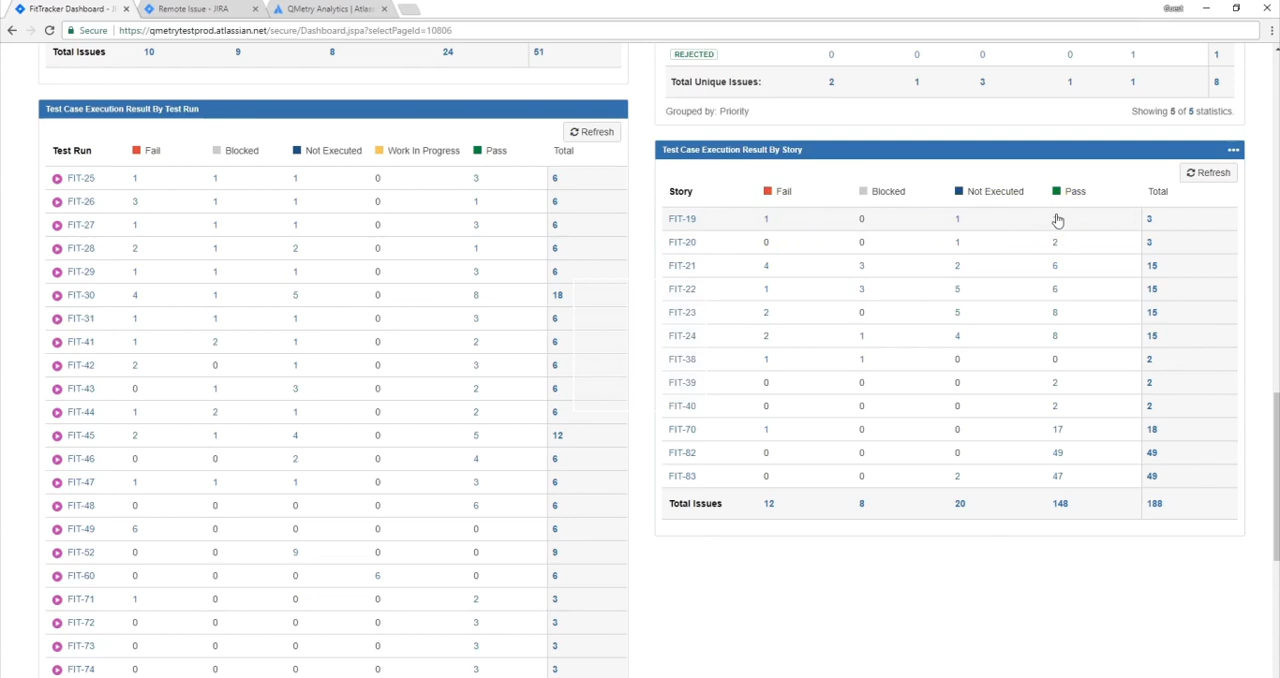 FitTracker Dashboard - JI
Remote Issue - JIRA
QMetry Analytics | Atlas
Guest
Secure | https://qmetrytestprod.atlassian.net/secure/Dashboard.jspa?selectPageId=10806
Total Issues 10 9 8 24 51
Test Case Execution Result By Test Run
Refresh
Test Run Fail Blocked Not Executed Work In Progress Pass Total
FIT-25 1 1 1 0 3 6
FIT-26 3 1 1 0 1 6
FIT-27 1 1 1 0 3 6
FIT-28 2 1 2 0 1 6
FIT-29 1 1 1 0 3 6
FIT-30 4 1 5 0 8 18
FIT-31 1 1 1 0 3 6
FIT-41 1 2 1 0 2 6
FIT-42 2 0 1 0 3 6
FIT-43 0 1 3 0 2 6
FIT-44 1 2 1 0 2 6
FIT-45 2 1 4 0 5 12
FIT-46 0 0 2 0 4 6
FIT-47 1 1 1 0 3 6
FIT-48 0 0 0 0 6 6
FIT-49 6 0 0 0 0 6
FIT-52 0 0 9 0 0 9
FIT-60 0 0 0 6 0 6
FIT-71 1 0 0 0 2 3
FIT-72 0 0 0 0 3 3
FIT-73 0 0 0 0 3 3
FIT-74 0 0 0 0 3 3
REJECTED 0 0 0 0 1 1
Total Unique Issues: 2 1 3 1 1 8
Grouped by: Priority
Showing 5 of 5 statistics.
Test Case Execution Result By Story
Refresh
Story Fail Blocked Not Executed Pass Total
FIT-19 1 0 1 3
FIT-20 0 0 1 2 3
FIT-21 4 3 2 6 15
FIT-22 1 3 5 6 15
FIT-23 2 0 5 8 15
FIT-24 2 1 4 8 15
FIT-38 1 1 0 0 2
FIT-39 0 0 0 2 2
FIT-40 0 0 0 2 2
FIT-70 1 0 0 17 18
FIT-82 0 0 0 49 49
FIT-83 0 0 2 47 49
Total Issues 12 8 20 148 188